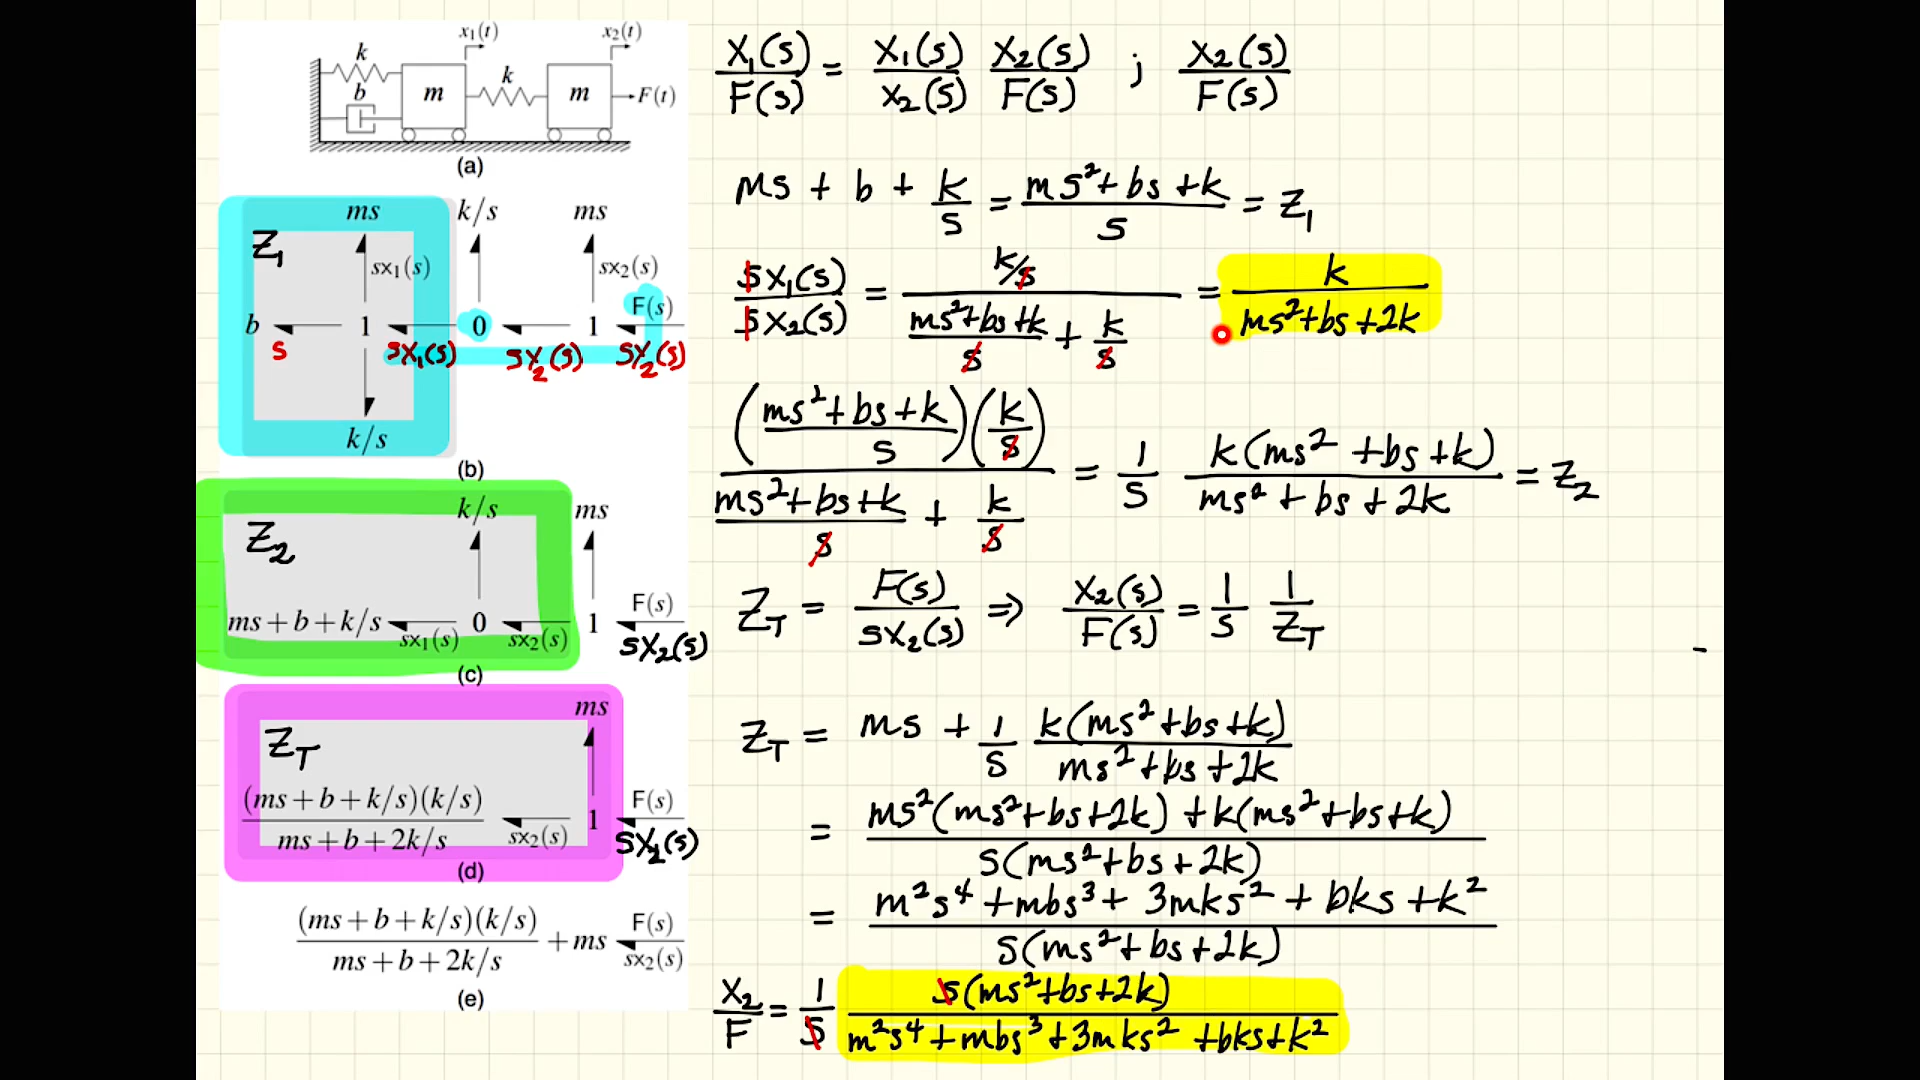 x₁(t) x₂(t)
k k
b m m F(t)
(a)
ms k/s ms
Z₁ sx₁(s) sx₂(s)
F(s)
b 1 0 1
s sX₁(s) sX₂(s) sX₂(s)
k/s
(b)
k/s ms
Z₂
F(s)
ms + b + k/s sx₁(s) 0 sx₂(s) 1 sX₂(s)
(c)
ms
Z_T
(ms + b + k/s)(k/s) / (ms + b + 2k/s) sx₂(s) 1 F(s) sX₂(s)
(d)
(ms + b + k/s)(k/s) / (ms + b + 2k/s) + ms F(s) sx₂(s)
(e)
X₁(s)/F(s) = X₁(s)/X₂(s) X₂(s)/F(s) ; X₂(s)/F(s)
ms + b + k/s = (ms² + bs + k)/s = Z₁
sX₁(s)/sX₂(s) = (k/s) / ((ms² + bs + k)/s + k/s) = k/(ms² + bs + 2k)
((ms² + bs + k)/s)(k/s) / ((ms² + bs + k)/s + k/s) = 1/s k(ms² + bs + k)/(ms² + bs + 2k) = Z₂
Z_T = F(s)/sX₂(s) ⇒ X₂(s)/F(s) = 1/s 1/Z_T
Z_T = ms + 1/s k(ms² + bs + k)/(ms² + bs + 2k)
= (ms²(ms² + bs + 2k) + k(ms² + bs + k)) / (s(ms² + bs + 2k))
= (m²s⁴ + mbs³ + 3mks² + bks + k²) / (s(ms² + bs + 2k))
X₂/F = 1/s s(ms² + bs + 2k)/(m²s⁴ + mbs³ + 3mks² + bks + k²)